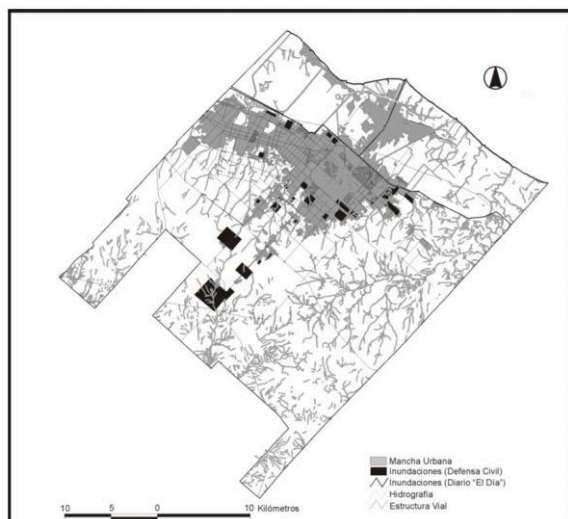 Mancha Urbana
Inundaciones (Defensa Civil)
Inundaciones (Diario "El Día")
Hidrografía
Estructura Vial
10 5 0 10 Kilómetros